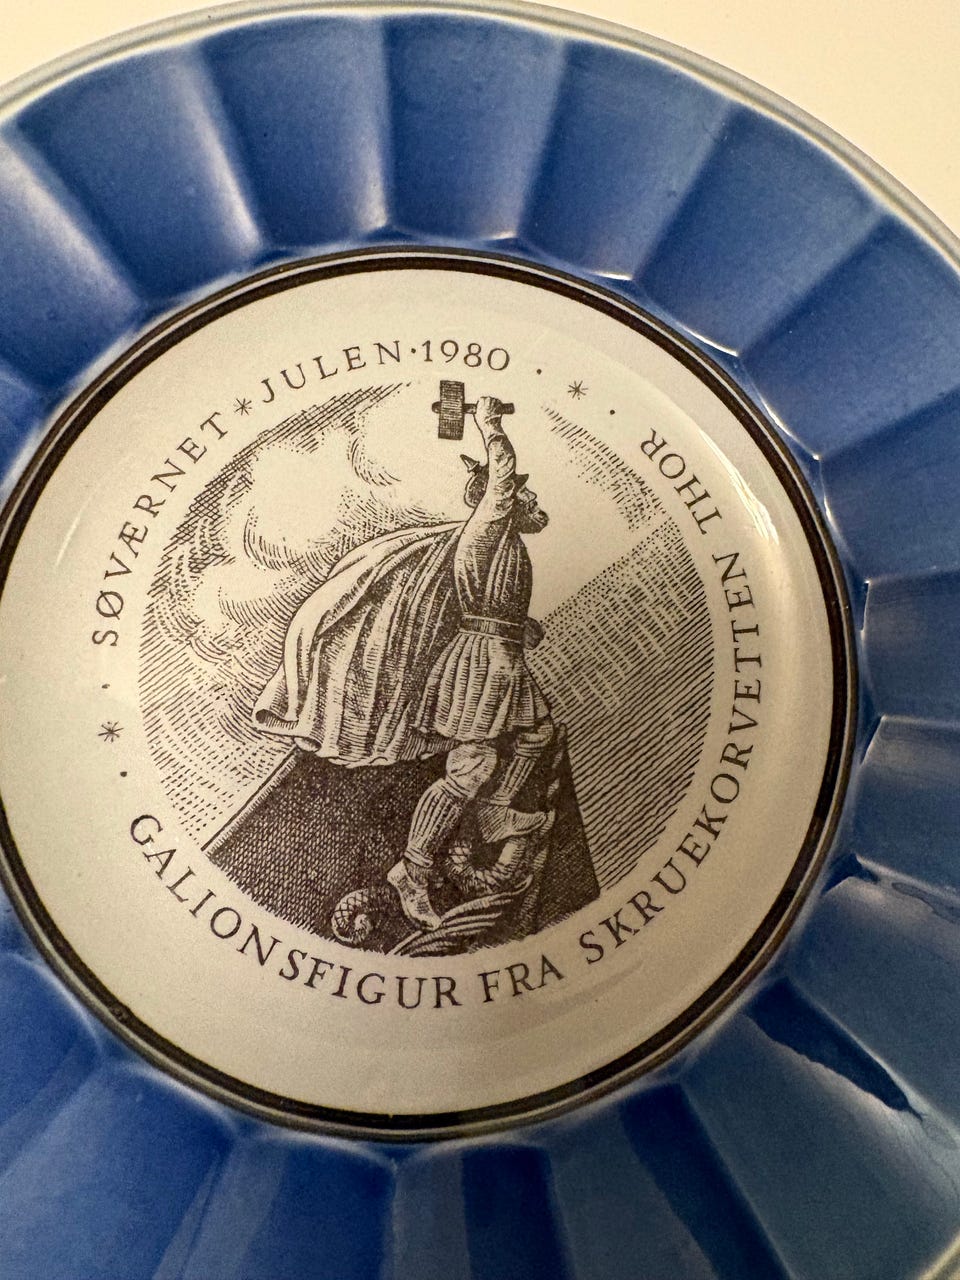 SØVÆRNET * JULEN · 1980 · * ·
GALIONSFIGUR FRA SKRUEKORVETTEN THOR · * ·